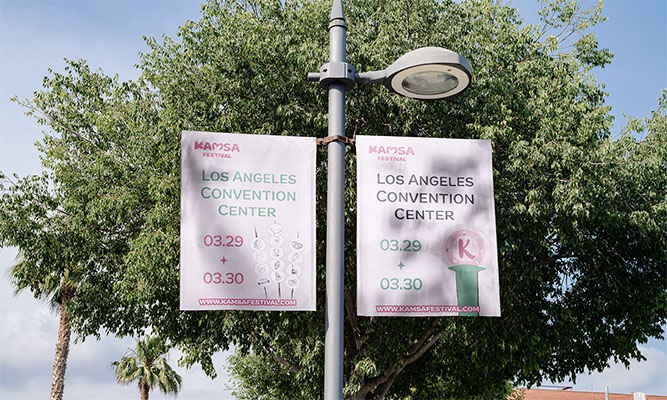 KAMSA
FESTIVAL
LOS ANGELES
CONVENTION
CENTER
03.29
03.30
WWW.KAMSAFESTIVAL.COM
KAMSA
FESTIVAL
LOS ANGELES
CONVENTION
CENTER
03.29
03.30
K
WWW.KAMSAFESTIVAL.COM